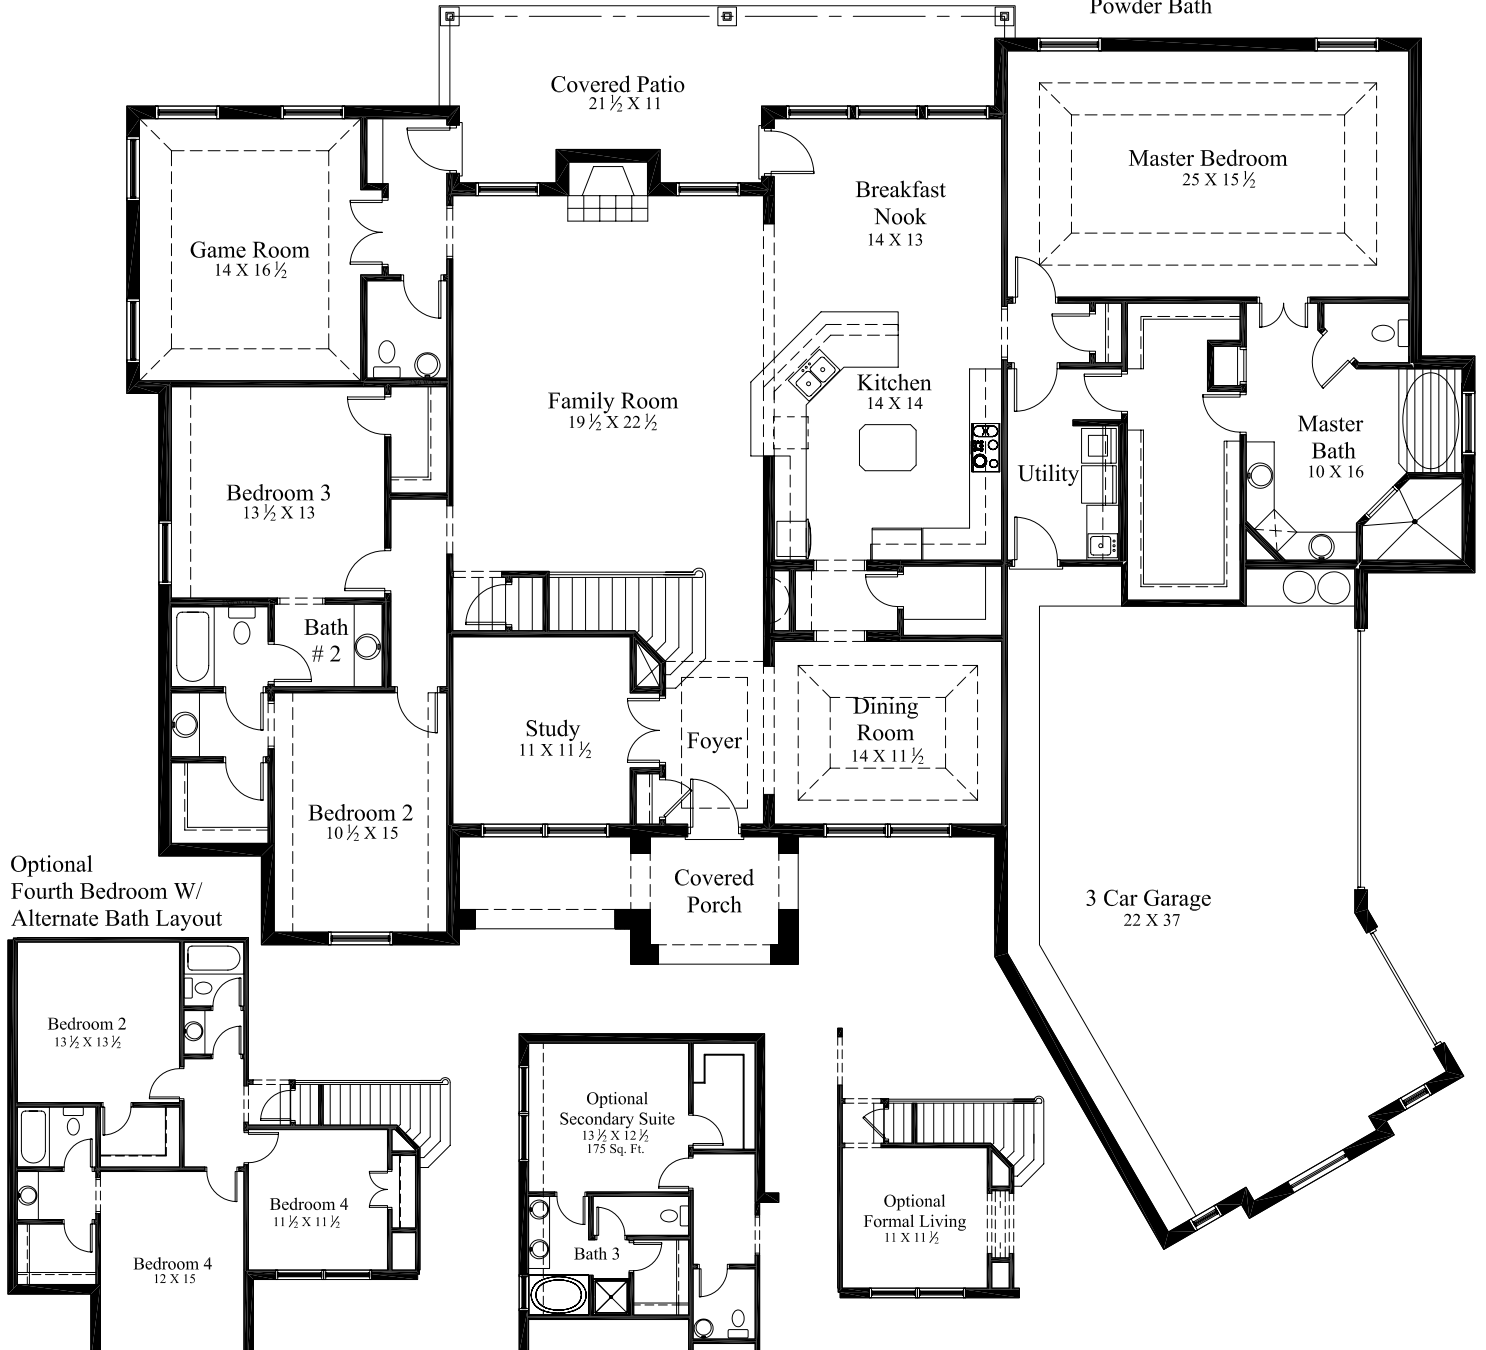 Powder Bath
Covered Patio
21 ½ X 11
Master Bedroom
25 X 15 ½
Breakfast
Nook
14 X 13
Game Room
14 X 16 ½
Family Room
19 ½ X 22 ½
Kitchen
14 X 14
Master
Bath
10 X 16
Utility
Bedroom 3
13 ½ X 13
Bath
# 2
Study
11 X 11 ½
Foyer
Dining
Room
14 X 11 ½
Bedroom 2
10 ½ X 15
Covered
Porch
3 Car Garage
22 X 37
Optional
Fourth Bedroom W/
Alternate Bath Layout
Bedroom 2
13 ½ X 13 ½
Bedroom 4
11 ½ X 11 ½
Bedroom 4
12 X 15
Optional
Secondary Suite
13 ½ X 12 ½
175 Sq. Ft.
Bath 3
Optional
Formal Living
11 X 11 ½